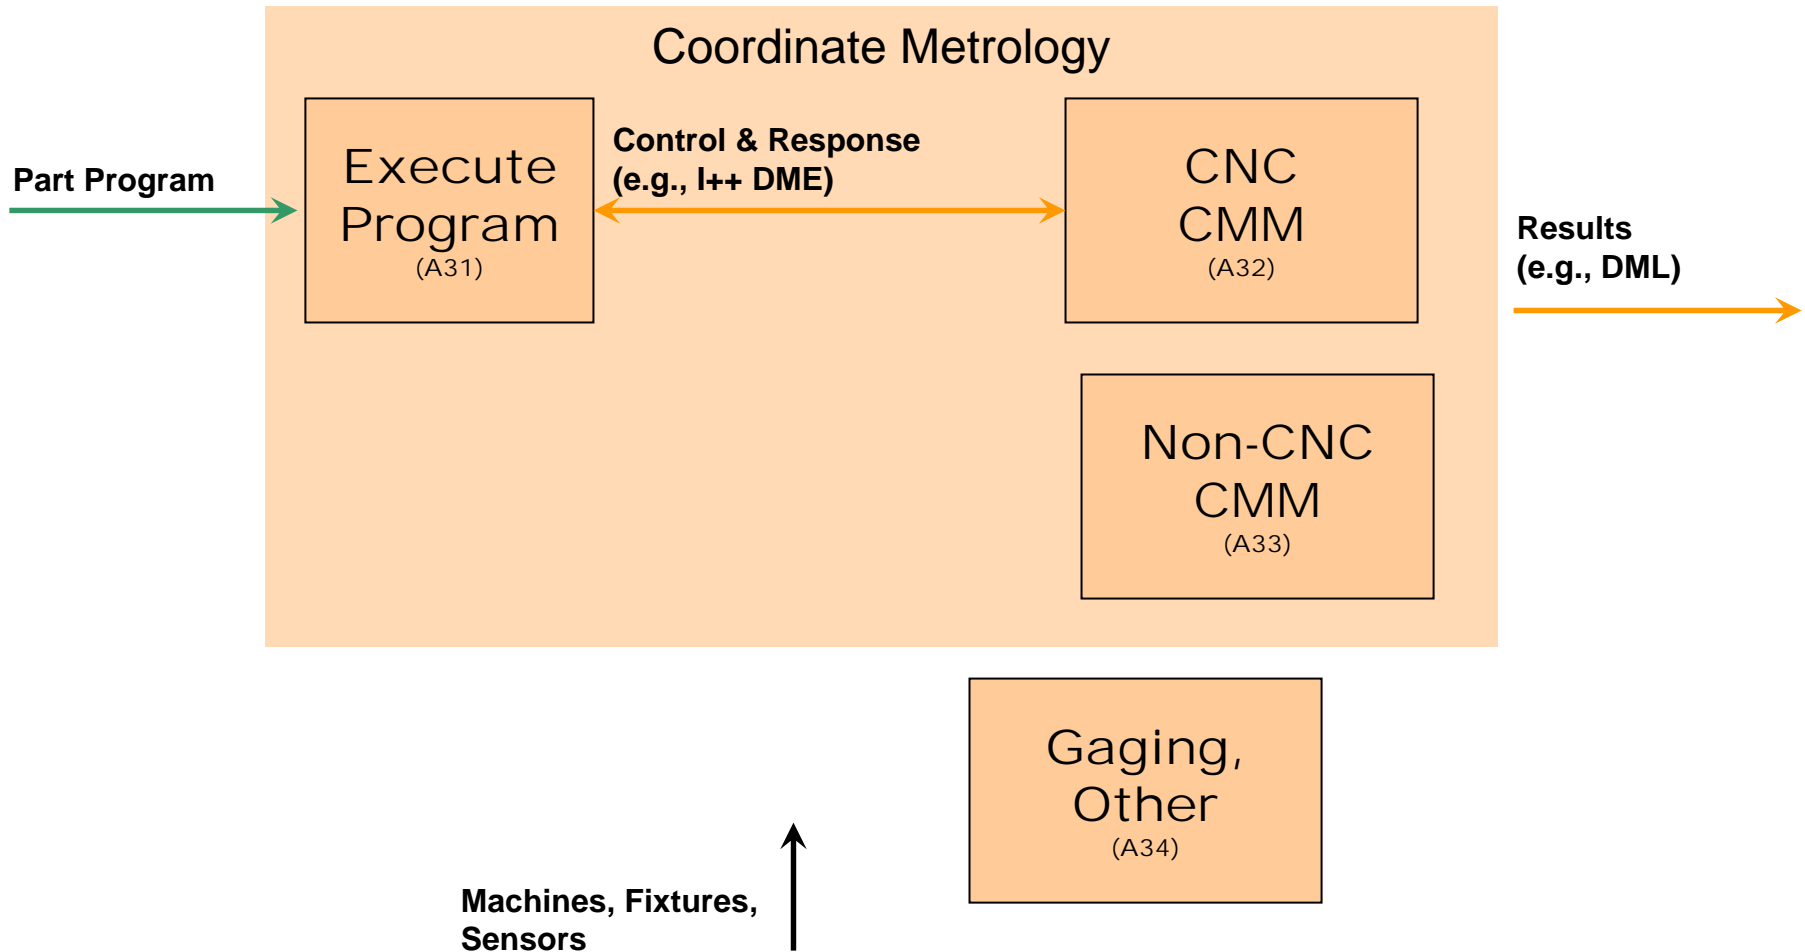 Coordinate Metrology
Part Program
Execute
Program
(A31)
Control & Response
(e.g., I++ DME)
CNC
CMM
(A32)
Results
(e.g., DML)
Non-CNC
CMM
(A33)
Gaging,
Other
(A34)
Machines, Fixtures,
Sensors